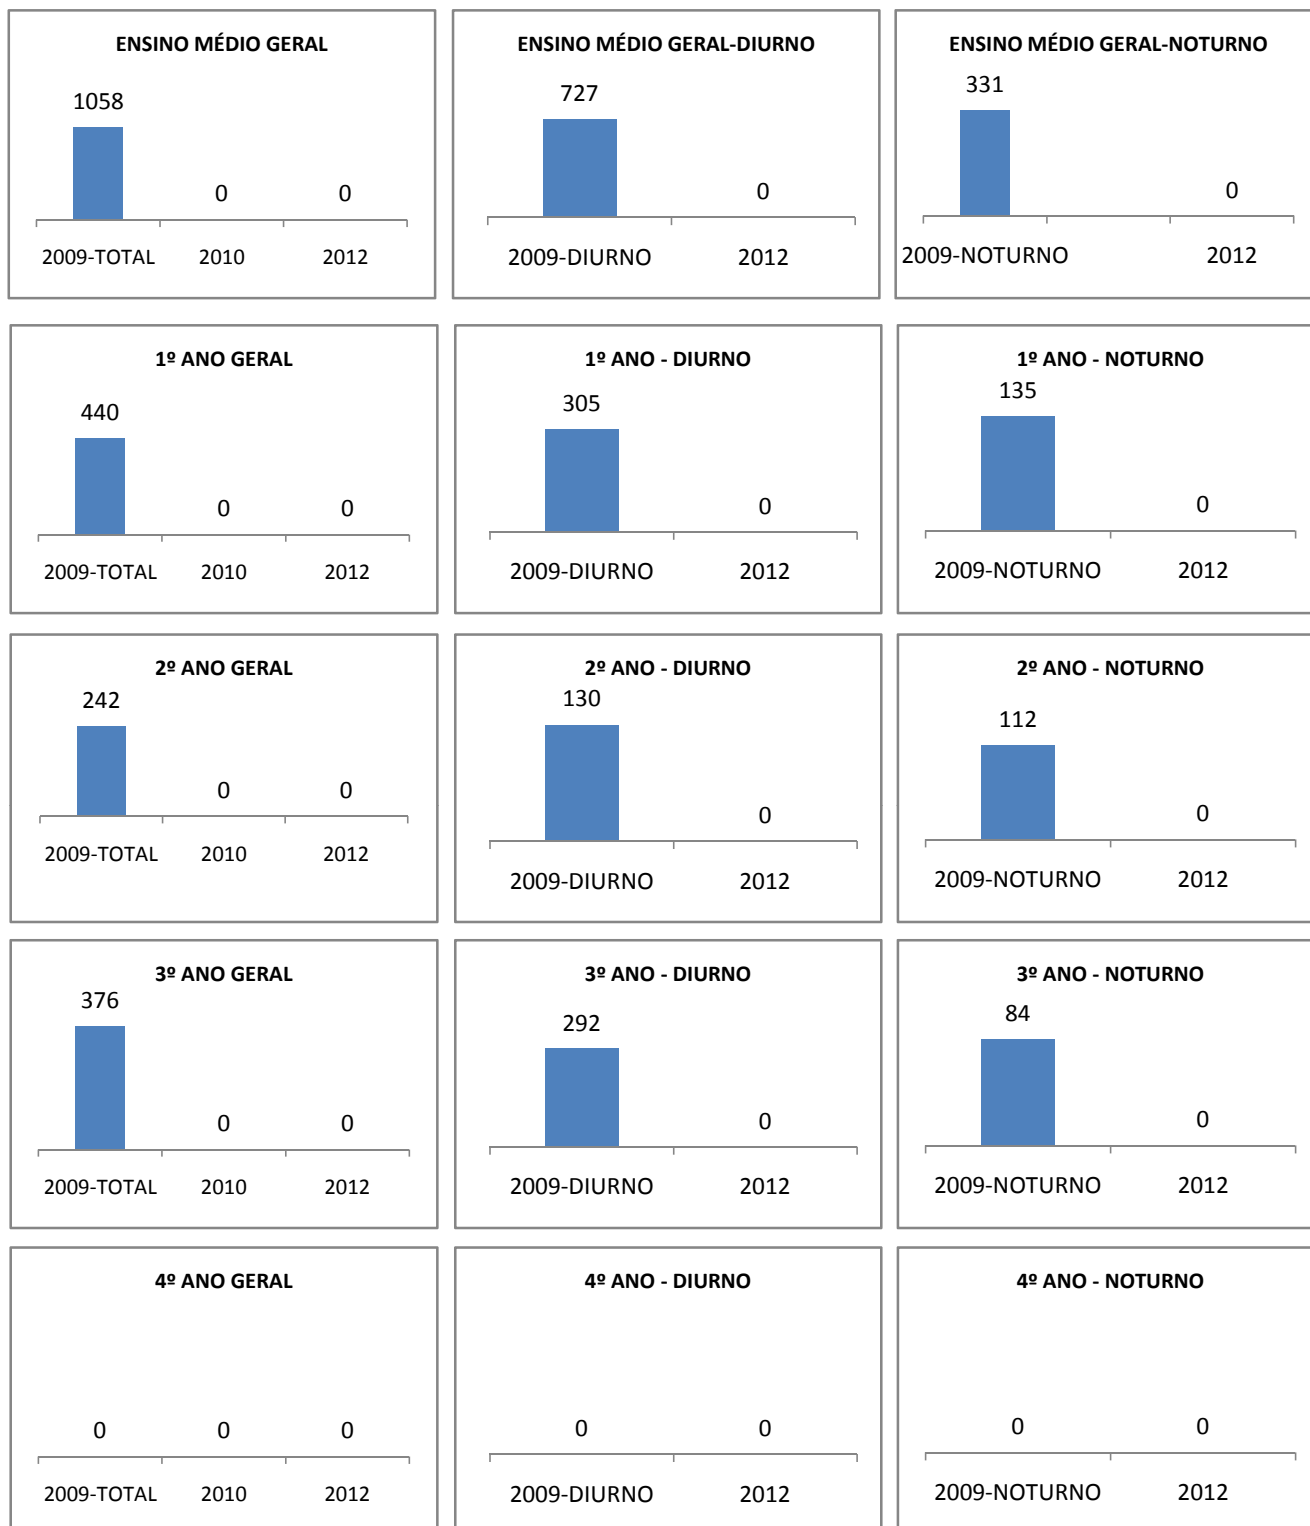 ENSINO MÉDIO GERAL
1058
0
0
2009-TOTAL 2010 2012
ENSINO MÉDIO GERAL-DIURNO
727
0
2009-DIURNO 2012
ENSINO MÉDIO GERAL-NOTURNO
331
0
2009-NOTURNO 2012
1º ANO GERAL
440
0
0
2009-TOTAL 2010 2012
1º ANO - DIURNO
305
0
2009-DIURNO 2012
1º ANO - NOTURNO
135
0
2009-NOTURNO 2012
2º ANO GERAL
242
0
0
2009-TOTAL 2010 2012
2º ANO - DIURNO
130
0
2009-DIURNO 2012
2º ANO - NOTURNO
112
0
2009-NOTURNO 2012
3º ANO GERAL
376
0
0
2009-TOTAL 2010 2012
3º ANO - DIURNO
292
0
2009-DIURNO 2012
3º ANO - NOTURNO
84
0
2009-NOTURNO 2012
4º ANO GERAL
0 0 0
2009-TOTAL 2010 2012
4º ANO - DIURNO
0 0
2009-DIURNO 2012
4º ANO - NOTURNO
0 0
2009-NOTURNO 2012